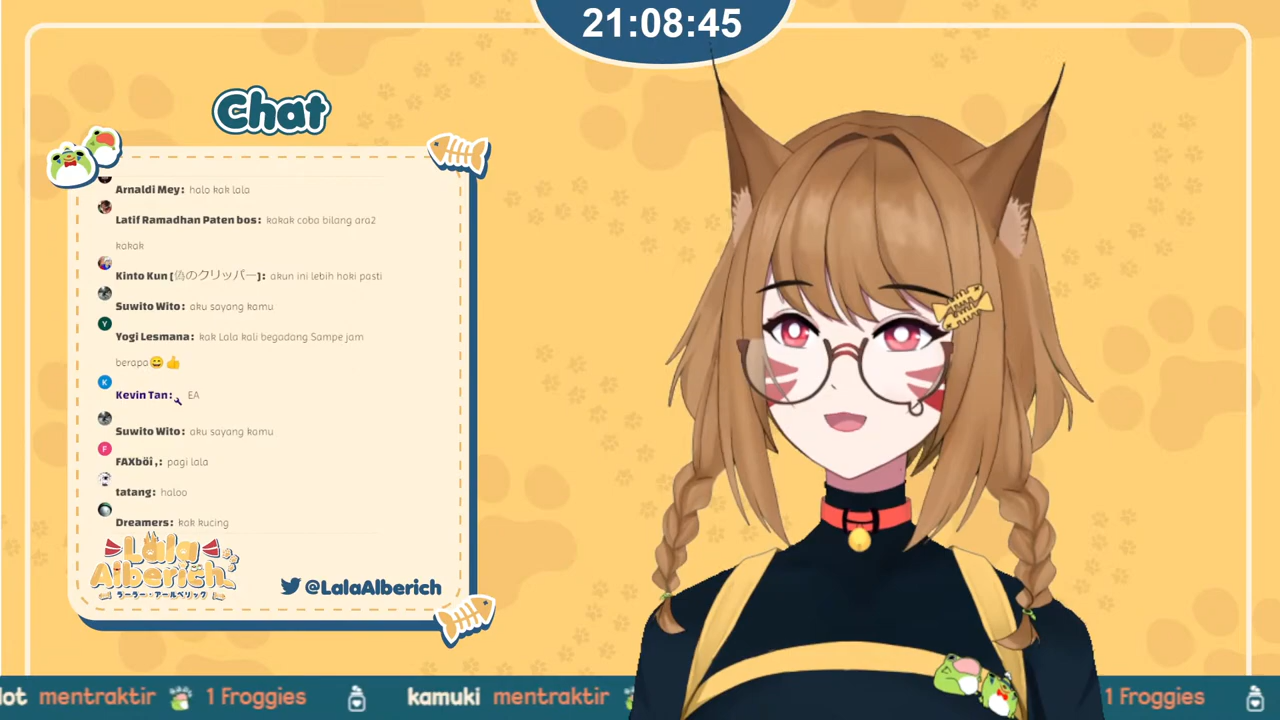 21:08:45
Chat
Arnaldi Mey: halo kak lala
Latif Ramadhan Paten bos: kakak coba bilang ara2
kakak
Kinto Kun [偽のクリッパー]: akun ini lebih hoki pasti
Suwito Wito: aku sayang kamu
Yogi Lesmana: kak Lala kali begadang Sampe jam
berapa😄👍
Kevin Tan: EA
Suwito Wito: aku sayang kamu
FAXböî,: pagi lala
tatang: haloo
Dreamers: kak kucing
Lala
Alberich
ラーラー・アールベリック
@LalaAlberich
lot mentraktir 1 Froggies kamuki mentraktir 1 Froggies